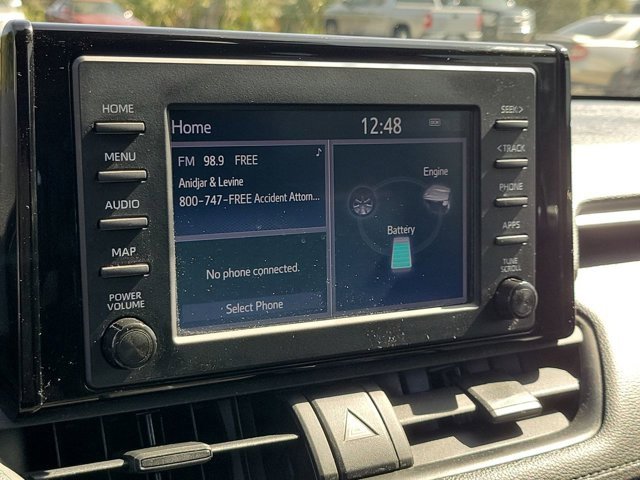 HOME
MENU
AUDIO
MAP
POWER
VOLUME
Home 12:48
FM 98.9 FREE
Anidjar & Levine
800-747-FREE Accident Attorn...
No phone connected.
Select Phone
Engine
Battery
SEEK >
< TRACK
PHONE
APPS
TUNE
SCROLL